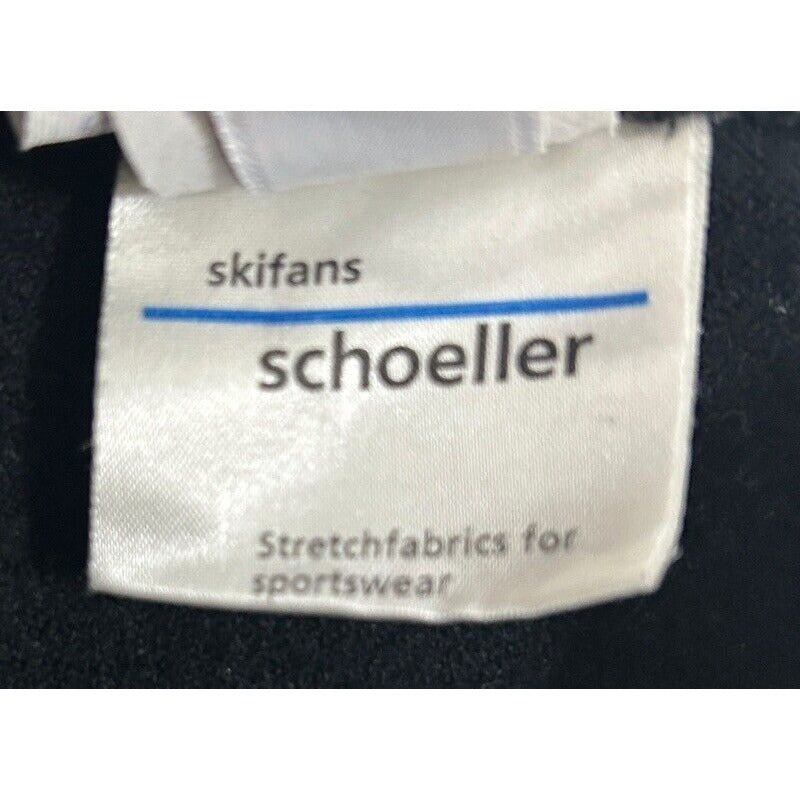 skifans
schoeller
Stretchfabrics for
sportswear